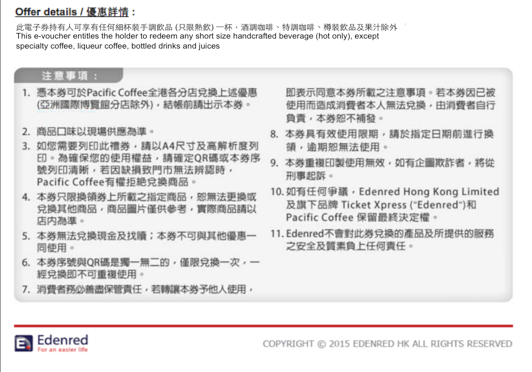 Offer details / 優惠詳情：
此電子券持有人可享有任何細杯裝手調飲品 (只限熱飲) 一杯，酒調咖啡、特調咖啡、樽裝飲品及果汁除外
This e-voucher entitles the holder to redeem any short size handcrafted beverage (hot only), except
specialty coffee, liqueur coffee, bottled drinks and juices
注意事項：
1. 憑本券可於Pacific Coffee全港各分店兌換上述優惠
(亞洲國際博覽館分店除外)，結帳前請出示本券。
2. 商品口味以現場供應為準。
3. 如您需要列印此禮券，請以A4尺寸及高解析度列
印。為確保您的使用權益，請確定QR碼或本券序
號列印清晰，若因缺損致門市無法辨認時，
Pacific Coffee有權拒絕兌換商品。
4. 本券只限換領券上所載之指定商品，恕無法更換或
兌換其他商品，商品圖片僅供參考，實際商品請以
店內為準。
5. 本券無法兌換現金及找贖；本券不可與其他優惠一
同使用。
6. 本券序號與QR碼是獨一無二的，僅限兌換一次，一
經兌換即不可重複使用。
7. 消費者務必善盡保管責任，若轉讓本券予他人使用，
即表示同意本券所載之注意事項。若本券因已被
使用而造成消費者本人無法兌換，由消費者自行
負責，本券恕不補發。
8. 本券具有效使用限期，請於指定日期前進行換
領，逾期恕無法使用。
9. 本券重複印製使用無效，如有企圖欺詐者，將從
刑事起訴。
10. 如有任何爭議，Edenred Hong Kong Limited
及旗下品牌 Ticket Xpress ("Edenred")和
Pacific Coffee 保留最終決定權。
11. Edenred不會對此券兌換的產品及所提供的服務
之安全及質素負上任何責任。
Edenred
For an easier life
COPYRIGHT © 2015 EDENRED HK ALL RIGHTS RESERVED